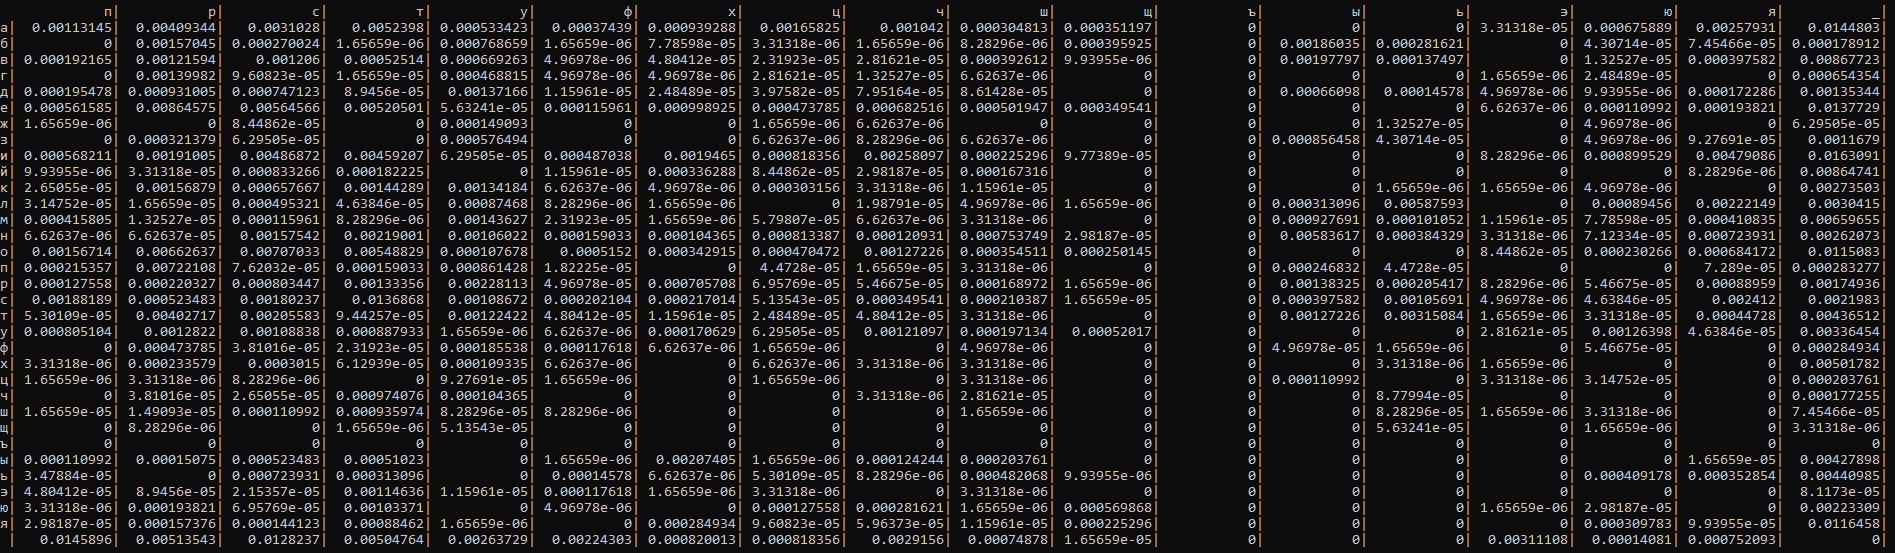 п| р| с| т| у| ф| х| ц| ч| ш| щ| ъ| ы| ь| э| ю| я| _|
а| 0.00113145| 0.00409344| 0.0031028| 0.0052398| 0.000533423| 0.00037439| 0.000939288| 0.00165825| 0.001042| 0.000304813| 0.000351197| 0| 0| 0| 3.31318e-05| 0.000675889| 0.00257931| 0.0144803|
б| 0| 0.00157045| 0.000270024| 1.65659e-06| 0.000768659| 1.65659e-06| 7.78598e-05| 3.31318e-06| 1.65659e-06| 8.28296e-06| 0.000395925| 0| 0.00186035| 0.000281621| 0| 4.30714e-05| 7.45466e-05| 0.000178912|
в| 0.000192165| 0.00121594| 0.001206| 0.00052514| 0.000669263| 4.96978e-06| 4.80412e-05| 2.31923e-05| 2.81621e-05| 0.000392612| 9.93955e-06| 0| 0.00197797| 0.000137497| 0| 1.32527e-05| 0.000397582| 0.00867723|
г| 0| 0.00139982| 9.60823e-05| 1.65659e-05| 0.000468815| 4.96978e-06| 4.96978e-06| 2.81621e-05| 1.32527e-05| 6.62637e-06| 0| 0| 0| 0| 1.65659e-06| 2.48489e-05| 0| 0.000654354|
д| 0.000195478| 0.000931005| 0.000747123| 8.9456e-05| 0.00137166| 1.15961e-05| 2.48489e-05| 3.97582e-05| 7.95164e-05| 8.61428e-05| 0| 0| 0.00066098| 0.00014578| 4.96978e-06| 9.93955e-06| 0.000172286| 0.00135344|
е| 0.000561585| 0.00864575| 0.00564566| 0.00520501| 5.63241e-05| 0.000115961| 0.000998925| 0.000473785| 0.000682516| 0.000501947| 0.000349541| 0| 0| 0| 6.62637e-06| 0.000110992| 0.000193821| 0.0137729|
ж| 1.65659e-06| 0| 8.44862e-05| 0| 0.000149093| 0| 0| 1.65659e-06| 6.62637e-06| 0| 0| 0| 0| 1.32527e-05| 0| 4.96978e-06| 0| 6.29505e-05|
з| 0| 0.000321379| 6.29505e-05| 0| 0.000576494| 0| 0| 6.62637e-06| 8.28296e-06| 6.62637e-06| 0| 0| 0.000856458| 4.30714e-05| 0| 4.96978e-06| 9.27691e-05| 0.0011679|
и| 0.000568211| 0.00191005| 0.00486872| 0.00459207| 6.29505e-05| 0.000487038| 0.0019465| 0.000818356| 0.00258097| 0.000225296| 9.77389e-05| 0| 0| 0| 8.28296e-06| 0.000899529| 0.00479086| 0.0163091|
й| 9.93955e-06| 3.31318e-05| 0.000833266| 0.000182225| 0| 1.15961e-05| 0.000336288| 8.44862e-05| 2.98187e-05| 0.000167316| 0| 0| 0| 0| 0| 0| 8.28296e-06| 0.00864741|
к| 2.65055e-05| 0.00156879| 0.000657667| 0.00144289| 0.00134184| 6.62637e-06| 4.96978e-06| 0.000303156| 3.31318e-06| 1.15961e-05| 0| 0| 0| 1.65659e-06| 1.65659e-06| 4.96978e-06| 0| 0.00273503|
л| 3.14752e-05| 1.65659e-05| 0.000495321| 4.63846e-05| 0.00087468| 8.28296e-06| 1.65659e-06| 0| 1.98791e-05| 4.96978e-06| 1.65659e-06| 0| 0.000313096| 0.00587593| 0| 0.00089456| 0.00222149| 0.0030415|
м| 0.000415805| 1.32527e-05| 0.000115961| 8.28296e-06| 0.00143627| 2.31923e-05| 1.65659e-06| 5.79807e-05| 6.62637e-06| 3.31318e-06| 0| 0| 0.000927691| 0.000101052| 1.15961e-05| 7.78598e-05| 0.000410835| 0.00659655|
н| 6.62637e-06| 6.62637e-05| 0.00157542| 0.00219001| 0.00106022| 0.000159033| 0.000104365| 0.000813387| 0.000120931| 0.000753749| 2.98187e-05| 0| 0.00583617| 0.000384329| 3.31318e-06| 7.12334e-05| 0.000723931| 0.00262073|
о| 0.00156714| 0.00662637| 0.00707033| 0.00548829| 0.000107678| 0.0005152| 0.000342915| 0.000470472| 0.00127226| 0.000354511| 0.000250145| 0| 0| 0| 8.44862e-05| 0.000230266| 0.000684172| 0.0115083|
п| 0.000215357| 0.00722108| 7.62032e-05| 0.000159033| 0.000861428| 1.82225e-05| 0| 4.4728e-05| 1.65659e-06| 3.31318e-06| 0| 0| 0.000246832| 4.4728e-05| 0| 0| 7.289e-05| 0.000283277|
р| 0.000127558| 0.000220327| 0.000803447| 0.00133356| 0.00228113| 4.96978e-05| 0.000705708| 6.95769e-05| 5.46675e-05| 0.000168972| 1.65659e-06| 0| 0.00138325| 0.000205417| 8.28296e-06| 5.46675e-05| 0.00088959| 0.00174936|
с| 0.00188189| 0.000523483| 0.00180237| 0.0136868| 0.00108672| 0.000202104| 0.000217014| 5.13543e-05| 0.000349541| 0.000210387| 1.65659e-05| 0| 0.000397582| 0.00105691| 4.96978e-06| 4.63846e-05| 0.002412| 0.0021983|
т| 5.30109e-05| 0.00402717| 0.00205583| 9.44257e-05| 0.00122422| 4.80412e-05| 1.15961e-05| 2.48489e-05| 4.80412e-05| 3.31318e-06| 0| 0| 0.00127226| 0.00315084| 1.65659e-06| 3.31318e-05| 0.00044728| 0.00436512|
у| 0.000805104| 0.0012822| 0.00108838| 0.000887933| 1.65659e-06| 6.62637e-06| 0.000170629| 6.29505e-05| 0.00121097| 0.000197134| 0.00052017| 0| 0| 0| 2.81621e-05| 0.00126398| 4.63846e-05| 0.00336454|
ф| 0| 0.000473785| 3.81016e-05| 2.31923e-05| 0.000185538| 0.000117618| 6.62637e-06| 1.65659e-06| 0| 4.96978e-06| 0| 0| 4.96978e-05| 1.65659e-06| 0| 5.46675e-05| 0| 0.000284934|
х| 3.31318e-06| 0.000233579| 0.0003015| 6.12939e-05| 0.000109335| 6.62637e-06| 0| 6.62637e-06| 3.31318e-06| 3.31318e-06| 0| 0| 0| 3.31318e-06| 1.65659e-06| 0| 0| 0.00501782|
ц| 1.65659e-06| 3.31318e-06| 8.28296e-06| 0| 9.27691e-05| 1.65659e-06| 0| 1.65659e-06| 0| 3.31318e-06| 0| 0| 0.000110992| 0| 3.31318e-06| 3.14752e-05| 0| 0.000203761|
ч| 0| 3.81016e-05| 2.65055e-05| 0.000974076| 0.000104365| 0| 0| 0| 3.31318e-06| 2.81621e-05| 0| 0| 0| 8.77994e-05| 0| 0| 0| 0.000177255|
ш| 1.65659e-06| 1.49093e-05| 0.000110992| 0.000935974| 8.28296e-05| 8.28296e-06| 0| 0| 0| 1.65659e-06| 0| 0| 0| 8.28296e-05| 1.65659e-06| 3.31318e-06| 0| 7.45466e-05|
щ| 0| 8.28296e-06| 0| 1.65659e-06| 5.13543e-05| 0| 0| 0| 0| 0| 0| 0| 0| 5.63241e-05| 0| 1.65659e-06| 0| 3.31318e-06|
ъ| 0| 0| 0| 0| 0| 0| 0| 0| 0| 0| 0| 0| 0| 0| 0| 0| 0| 0|
ы| 0.000110992| 0.00015075| 0.000523483| 0.00051023| 0| 1.65659e-06| 0.00207405| 1.65659e-06| 0.000124244| 0.000203761| 0| 0| 0| 0| 0| 0| 1.65659e-05| 0.00427898|
ь| 3.47884e-05| 0| 0.000723931| 0.000313096| 0| 0.00014578| 6.62637e-06| 5.30109e-05| 8.28296e-06| 0.000482068| 9.93955e-06| 0| 0| 0| 0| 0.000409178| 0.000352854| 0.00440985|
э| 4.80412e-05| 8.9456e-05| 2.15357e-05| 0.00114636| 1.15961e-05| 0.000117618| 1.65659e-06| 3.31318e-06| 0| 3.31318e-06| 0| 0| 0| 0| 0| 0| 0| 8.1173e-05|
ю| 3.31318e-06| 0.000193821| 6.95769e-05| 0.00103371| 0| 4.96978e-06| 0| 0.000127558| 0.000281621| 1.65659e-06| 0.000569868| 0| 0| 0| 1.65659e-06| 2.98187e-05| 0| 0.00223309|
я| 2.98187e-05| 0.000157376| 0.000144123| 0.00088462| 1.65659e-06| 0| 0.000284934| 9.60823e-05| 5.96373e-05| 1.15961e-05| 0.000225296| 0| 0| 0| 0| 0.000309783| 9.93955e-05| 0.0116458|
| 0.0145896| 0.00513543| 0.0128237| 0.00504764| 0.00263729| 0.00224303| 0.000820013| 0.000818356| 0.0029156| 0.00074878| 1.65659e-05| 0| 0| 0| 0.00311108| 0.00014081| 0.000752093| 0|